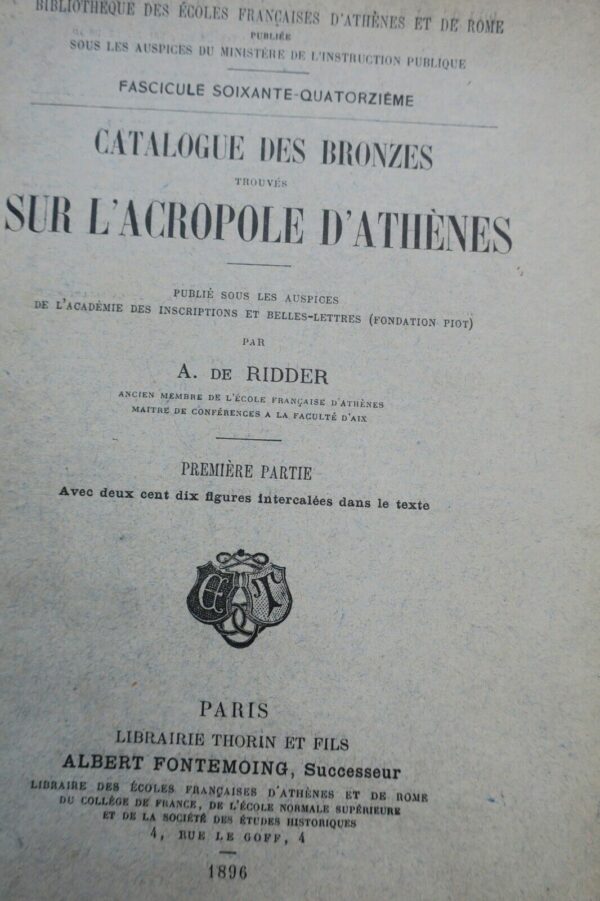 BIBLIOTHÈQUE DES ÉCOLES FRANÇAISES D'ATHÈNES ET DE ROME
PUBLIÉE
SOUS LES AUSPICES DU MINISTÈRE DE L'INSTRUCTION PUBLIQUE
FASCICULE SOIXANTE-QUATORZIÈME
CATALOGUE DES BRONZES
TROUVÉS
SUR L'ACROPOLE D'ATHÈNES
PUBLIÉ SOUS LES AUSPICES
DE L'ACADÉMIE DES INSCRIPTIONS ET BELLES-LETTRES (FONDATION PIOT)
PAR
A. DE RIDDER
ANCIEN MEMBRE DE L'ÉCOLE FRANÇAISE D'ATHÈNES
MAITRE DE CONFÉRENCES A LA FACULTÉ D'AIX
PREMIÈRE PARTIE
Avec deux cent dix figures intercalées dans le texte
PARIS
LIBRAIRIE THORIN ET FILS
ALBERT FONTEMOING, Successeur
LIBRAIRE DES ÉCOLES FRANÇAISES D'ATHÈNES ET DE ROME
DU COLLÈGE DE FRANCE, DE L'ÉCOLE NORMALE SUPÉRIEURE
ET DE LA SOCIÉTÉ DES ÉTUDES HISTORIQUES
4, RUE LE GOFF, 4
1896